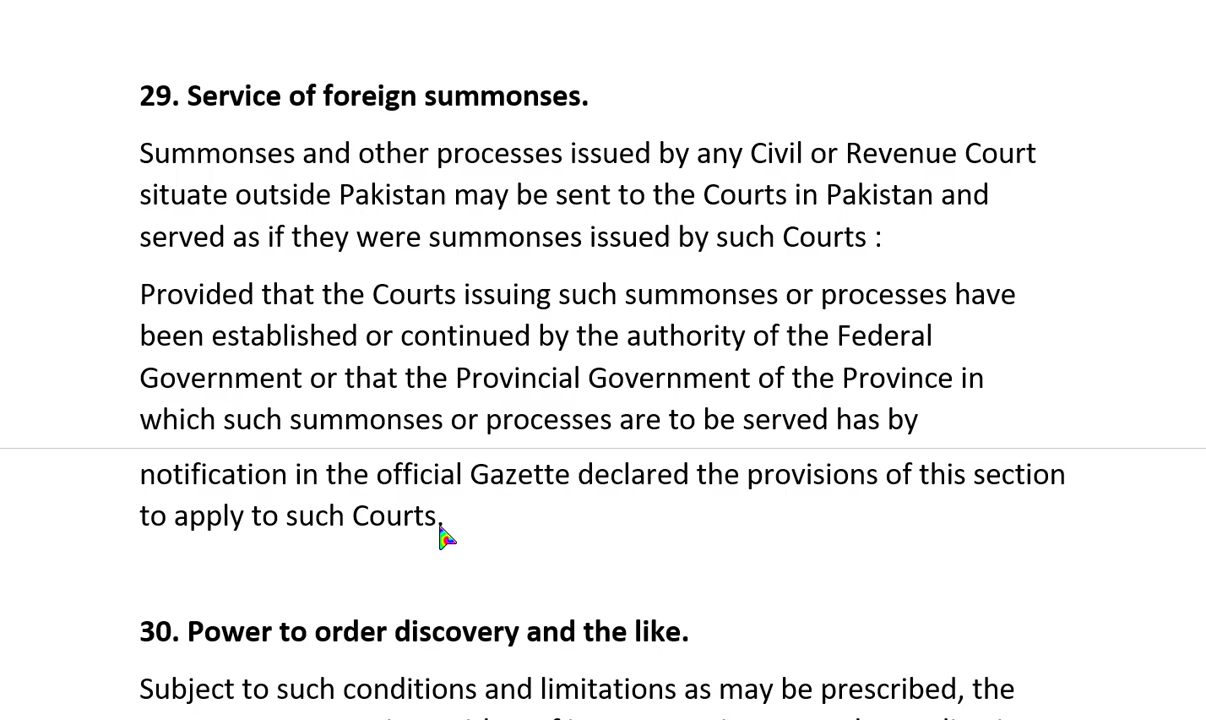 29. Service of foreign summonses.
Summonses and other processes issued by any Civil or Revenue Court
situate outside Pakistan may be sent to the Courts in Pakistan and
served as if they were summonses issued by such Courts :
Provided that the Courts issuing such summonses or processes have
been established or continued by the authority of the Federal
Government or that the Provincial Government of the Province in
which such summonses or processes are to be served has by
notification in the official Gazette declared the provisions of this section
to apply to such Courts.
30. Power to order discovery and the like.
Subject to such conditions and limitations as may be prescribed, the